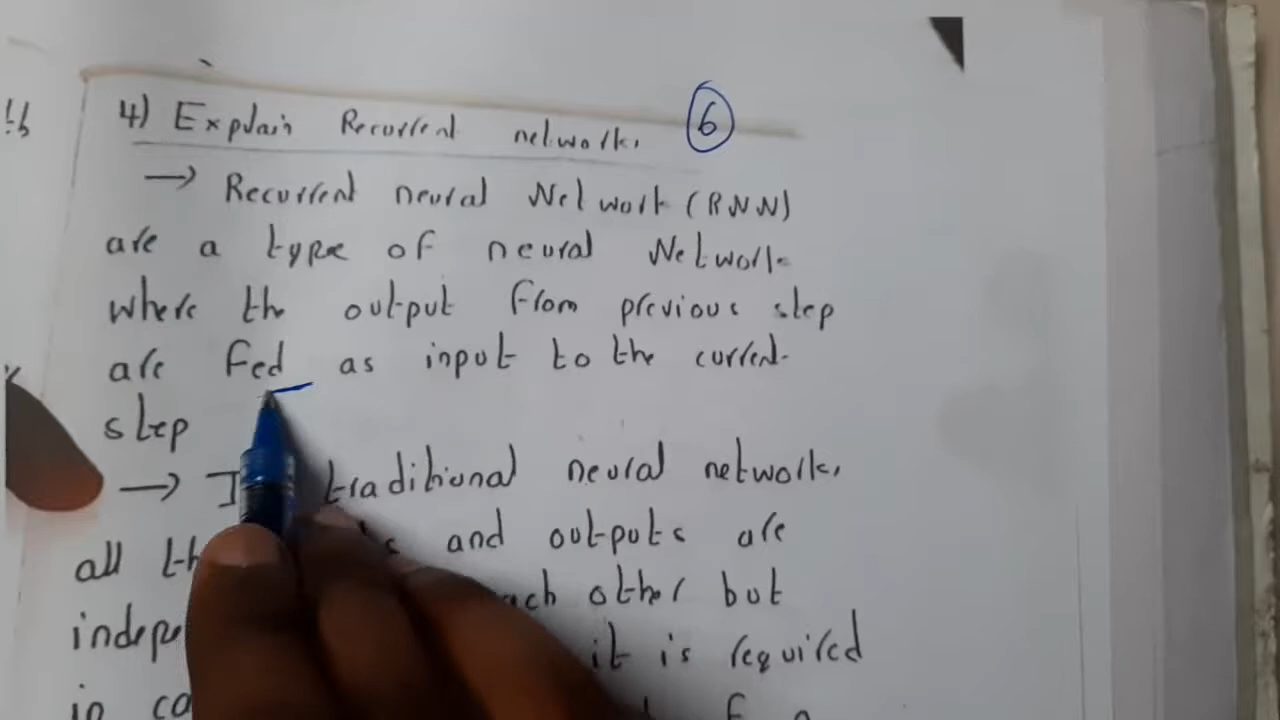 4) Explain Recurrent network. 6
→ Recurrent neural Network (RNN)
are a type of neural Network
where the output from previous step
are Fed as input to the current
step
→ traditional neural network,
all and outputs are
other but
it is required
in